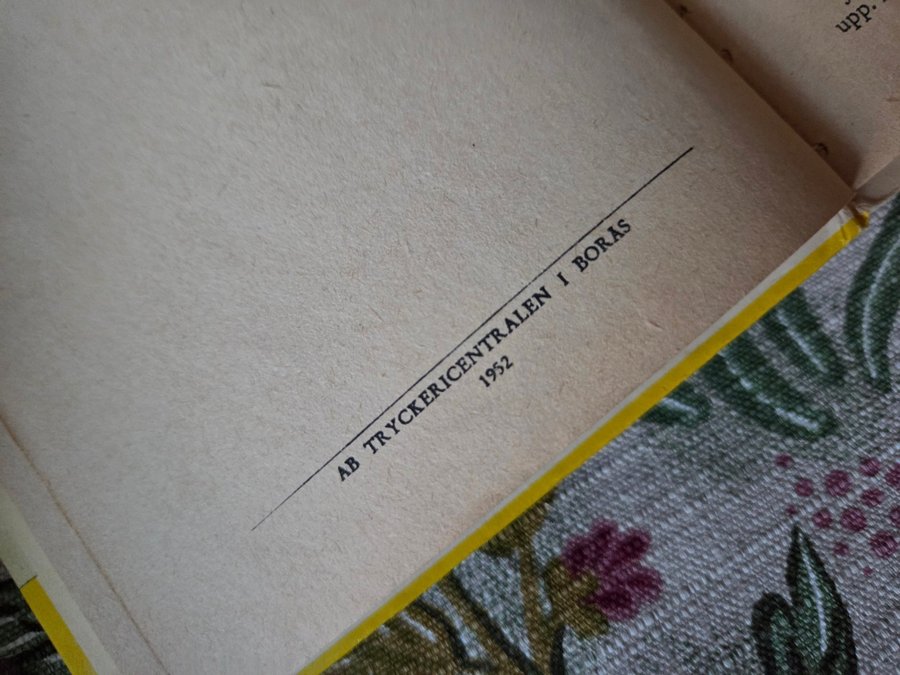 upp.
AB TRYCKERICENTRALEN I BORÅS
1952